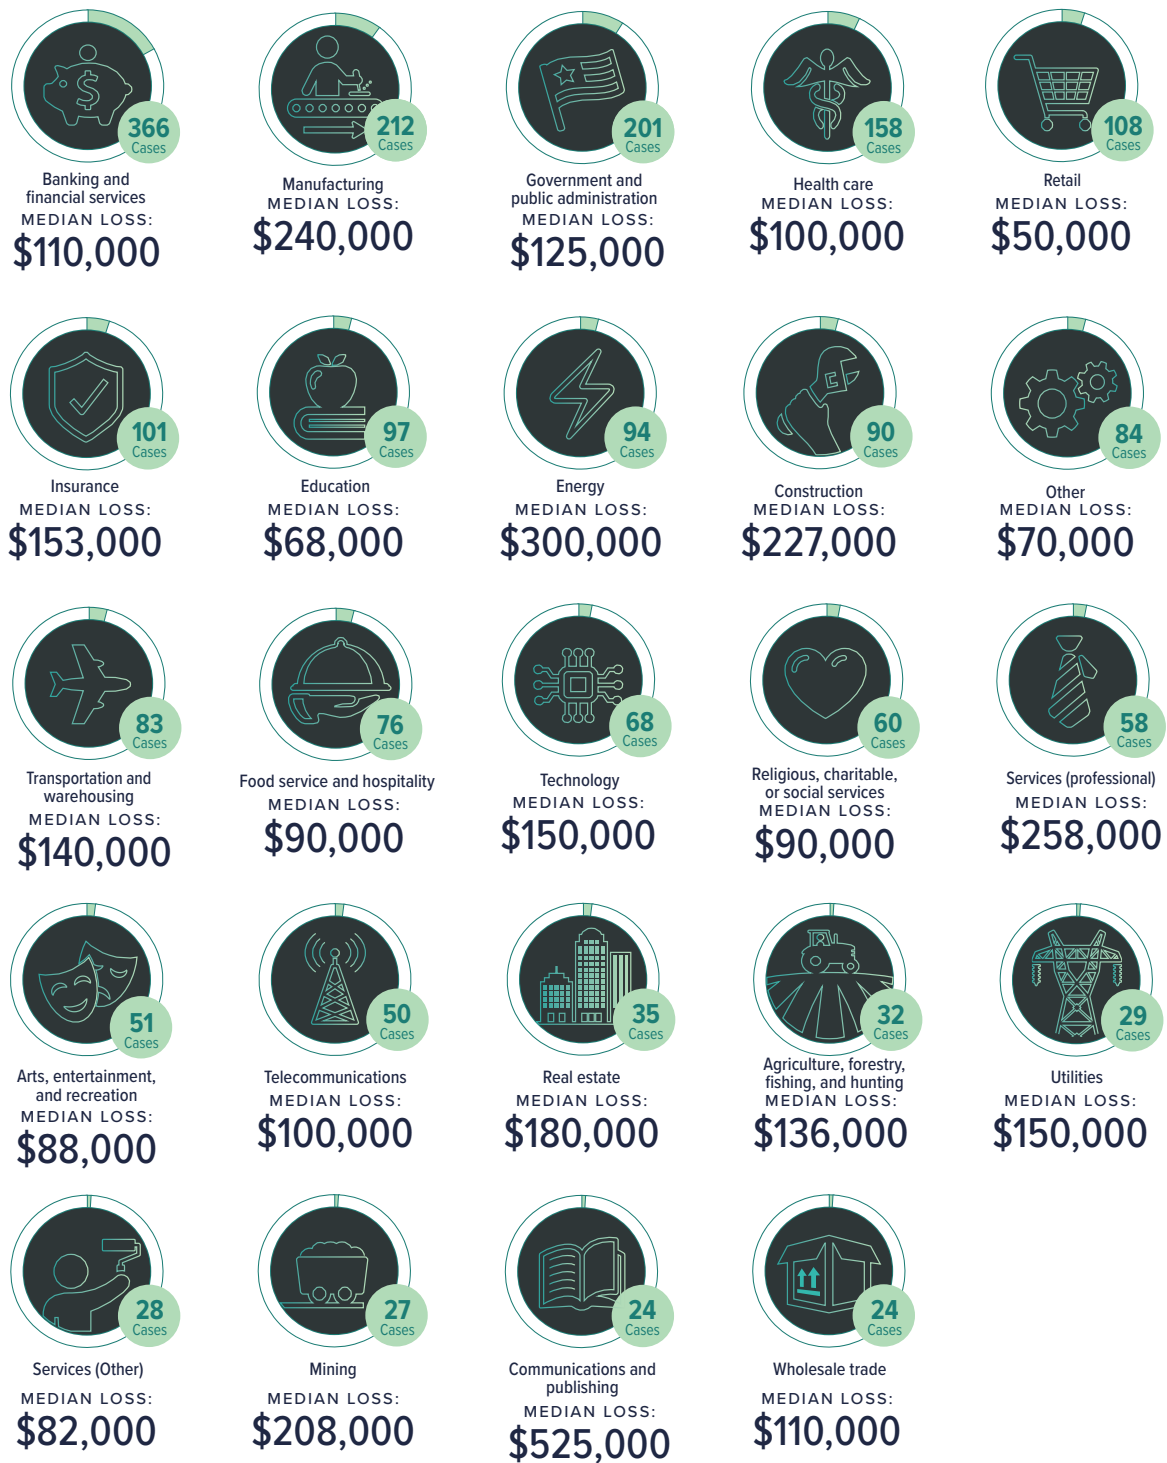 366
Cases
Banking and
financial services
MEDIAN LOSS:
$110,000
212
Cases
Manufacturing
MEDIAN LOSS:
$240,000
201
Cases
Government and
public administration
MEDIAN LOSS:
$125,000
158
Cases
Health care
MEDIAN LOSS:
$100,000
108
Cases
Retail
MEDIAN LOSS:
$50,000
101
Cases
Insurance
MEDIAN LOSS:
$153,000
97
Cases
Education
MEDIAN LOSS:
$68,000
94
Cases
Energy
MEDIAN LOSS:
$300,000
90
Cases
Construction
MEDIAN LOSS:
$227,000
84
Cases
Other
MEDIAN LOSS:
$70,000
83
Cases
Transportation and
warehousing
MEDIAN LOSS:
$140,000
76
Cases
Food service and hospitality
MEDIAN LOSS:
$90,000
68
Cases
Technology
MEDIAN LOSS:
$150,000
60
Cases
Religious, charitable,
or social services
MEDIAN LOSS:
$90,000
58
Cases
Services (professional)
MEDIAN LOSS:
$258,000
51
Cases
Arts, entertainment,
and recreation
MEDIAN LOSS:
$88,000
50
Cases
Telecommunications
MEDIAN LOSS:
$100,000
35
Cases
Real estate
MEDIAN LOSS:
$180,000
32
Cases
Agriculture, forestry,
fishing, and hunting
MEDIAN LOSS:
$136,000
29
Cases
Utilities
MEDIAN LOSS:
$150,000
28
Cases
Services (Other)
MEDIAN LOSS:
$82,000
27
Cases
Mining
MEDIAN LOSS:
$208,000
24
Cases
Communications and
publishing
MEDIAN LOSS:
$525,000
24
Cases
Wholesale trade
MEDIAN LOSS:
$110,000